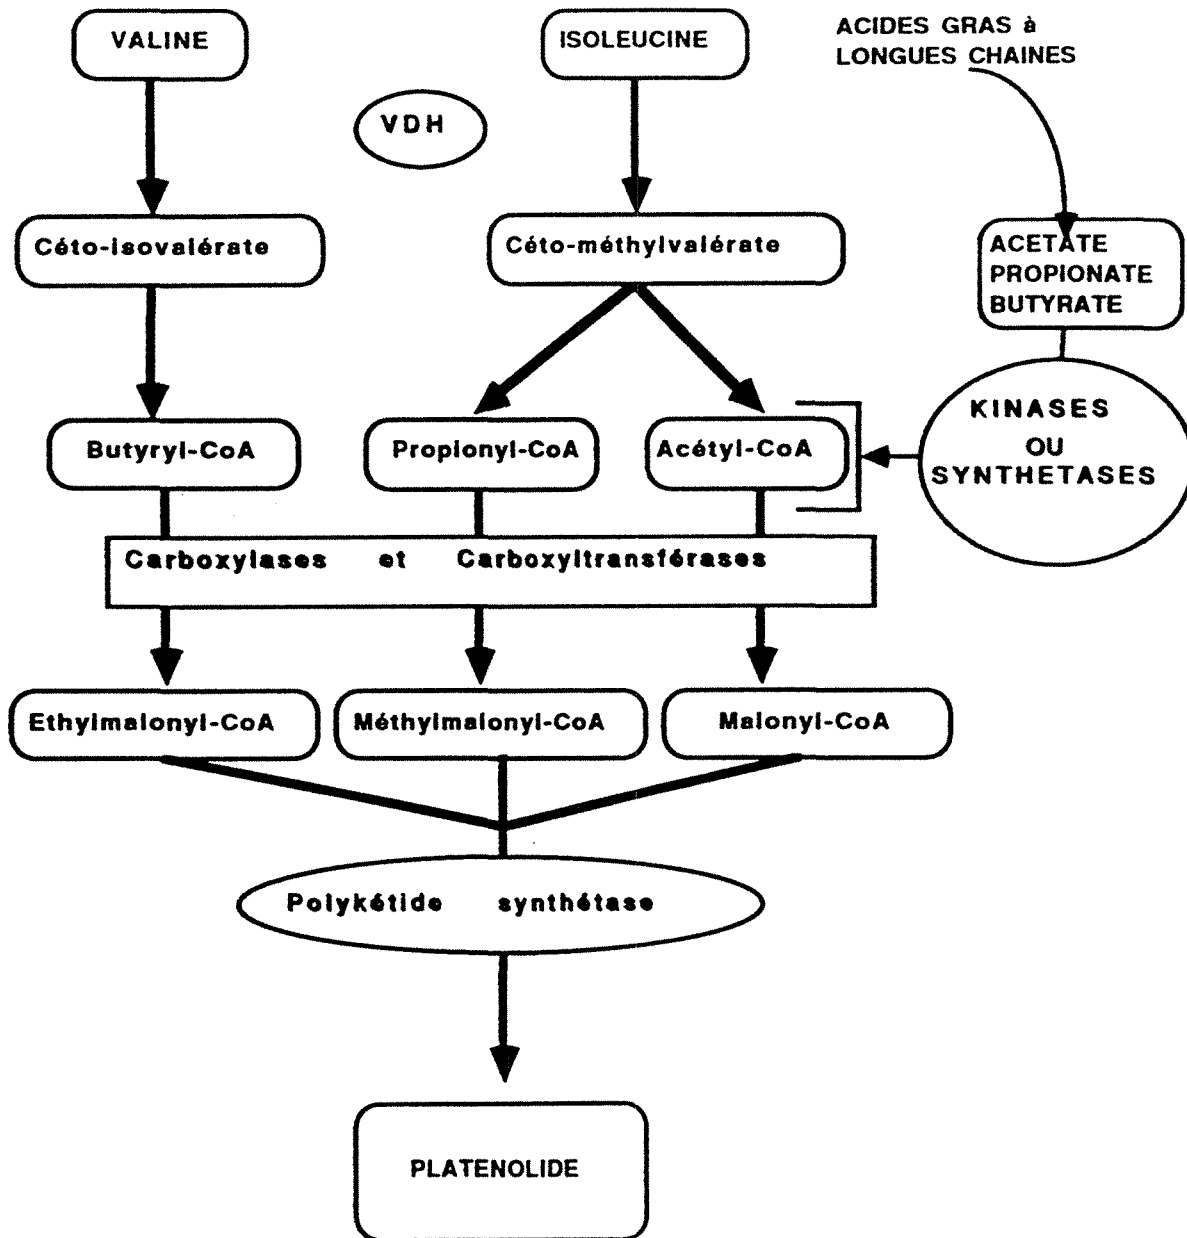 VALINE
ISOLEUCINE
ACIDES GRAS à
LONGUES CHAINES
VDH
Céto-isovalérate
Céto-méthylvalérate
ACETATE
PROPIONATE
BUTYRATE
KINASES
OU
SYNTHETASES
Butyryl-CoA
Propionyl-CoA
Acétyl-CoA
Carboxylases et Carboxyltransférases
Ethylmalonyl-CoA
Méthylmalonyl-CoA
Malonyl-CoA
Polykétide synthétase
PLATENOLIDE